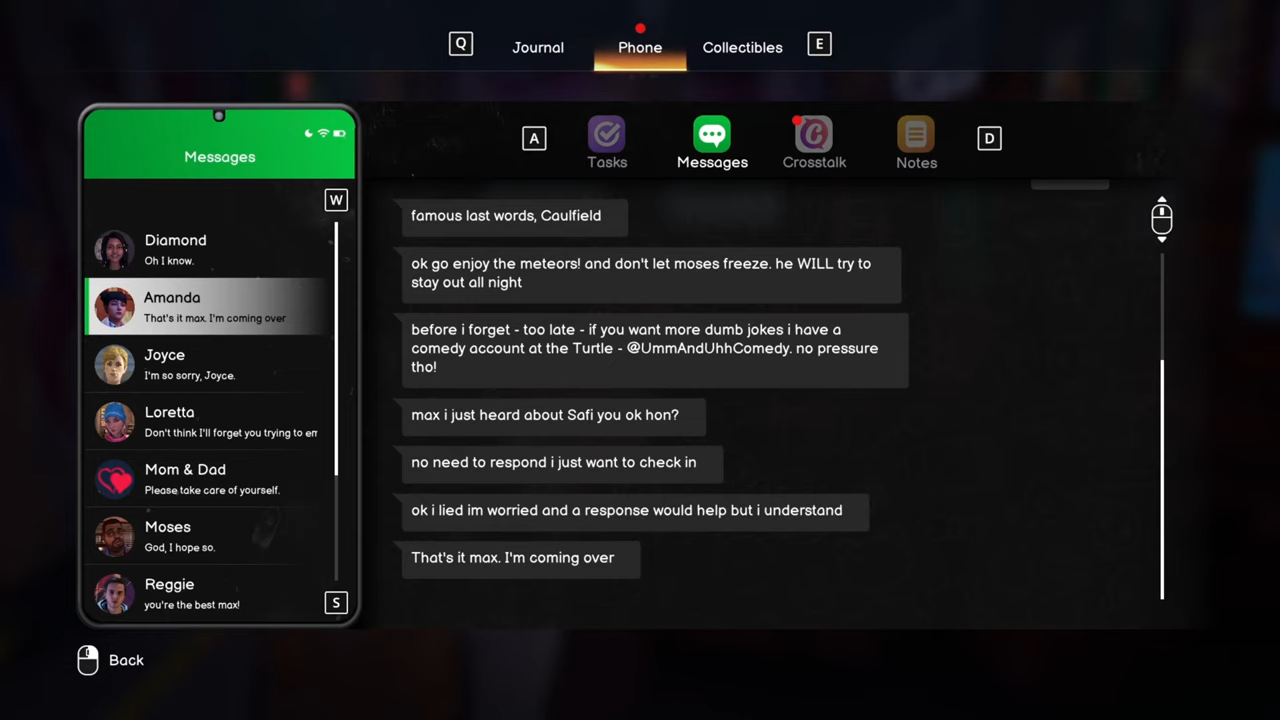 Q
Journal
Phone
Collectibles
E
Messages
A
Tasks
Messages
Crosstalk
Notes
D
W
Diamond
Oh I know.
Amanda
That's it max. I'm coming over
Joyce
I'm so sorry, Joyce.
Loretta
Don't think I'll forget you trying to em
Mom & Dad
Please take care of yourself.
Moses
God, I hope so.
Reggie
you're the best max!
S
famous last words, Caulfield
ok go enjoy the meteors! and don't let moses freeze. he WILL try to
stay out all night
before i forget - too late - if you want more dumb jokes i have a
comedy account at the Turtle - @UmmAndUhhComedy. no pressure
tho!
max i just heard about Safi you ok hon?
no need to respond i just want to check in
ok i lied im worried and a response would help but i understand
That's it max. I'm coming over
Back